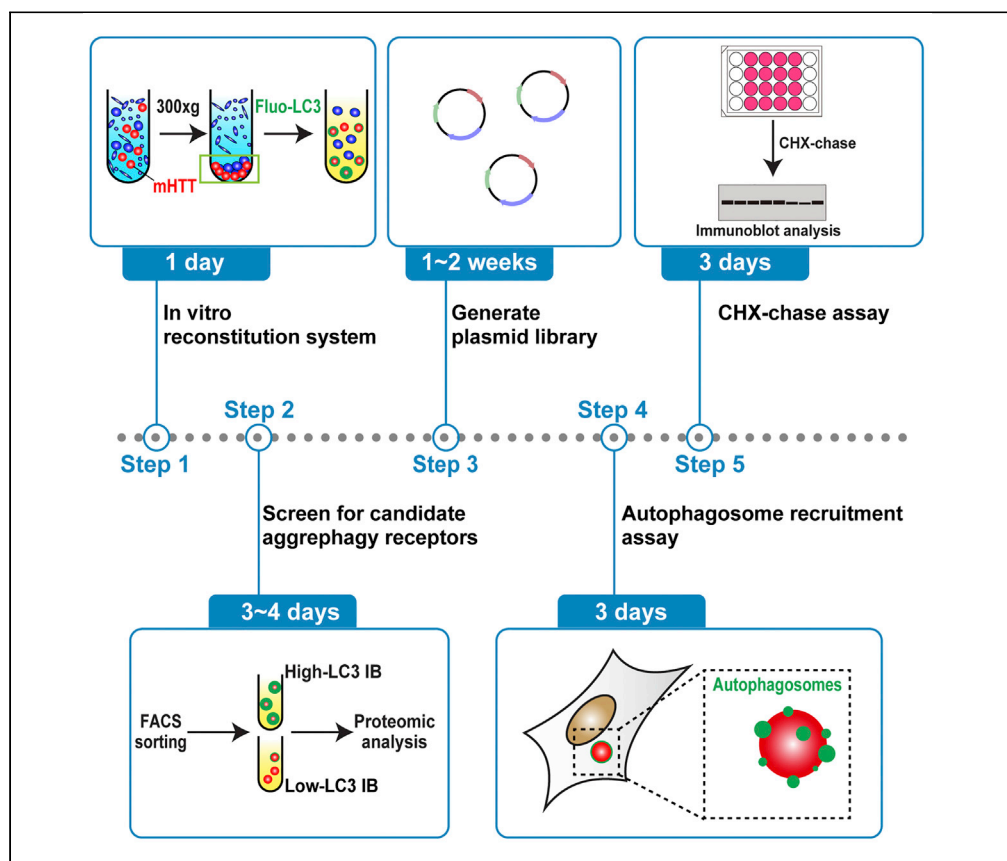 300xg
Fluo-LC3
mHTT
1 day
In vitro
reconstitution system
1~2 weeks
Generate
plasmid library
CHX-chase
Immunoblot analysis
3 days
CHX-chase assay
Step 2
Step 4
Step 1
Step 3
Step 5
Screen for candidate
aggrephagy receptors
Autophagosome recruitment
assay
3~4 days
High-LC3 IB
FACS
sorting
Proteomic
analysis
Low-LC3 IB
3 days
Autophagosomes